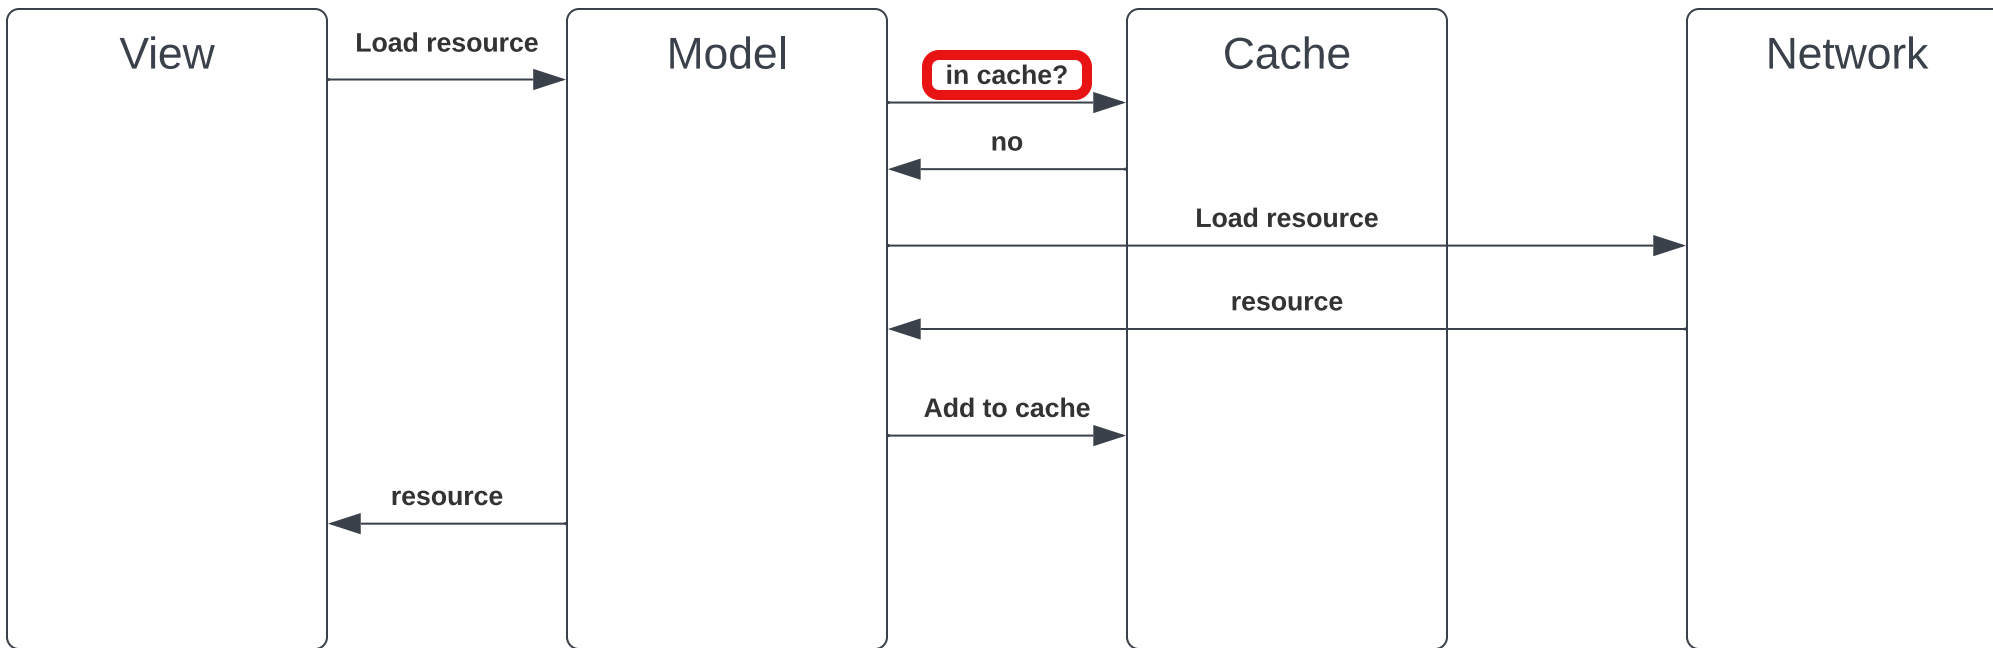 View
Model
Cache
Network
Load resource
in cache?
no
Load resource
resource
Add to cache
resource